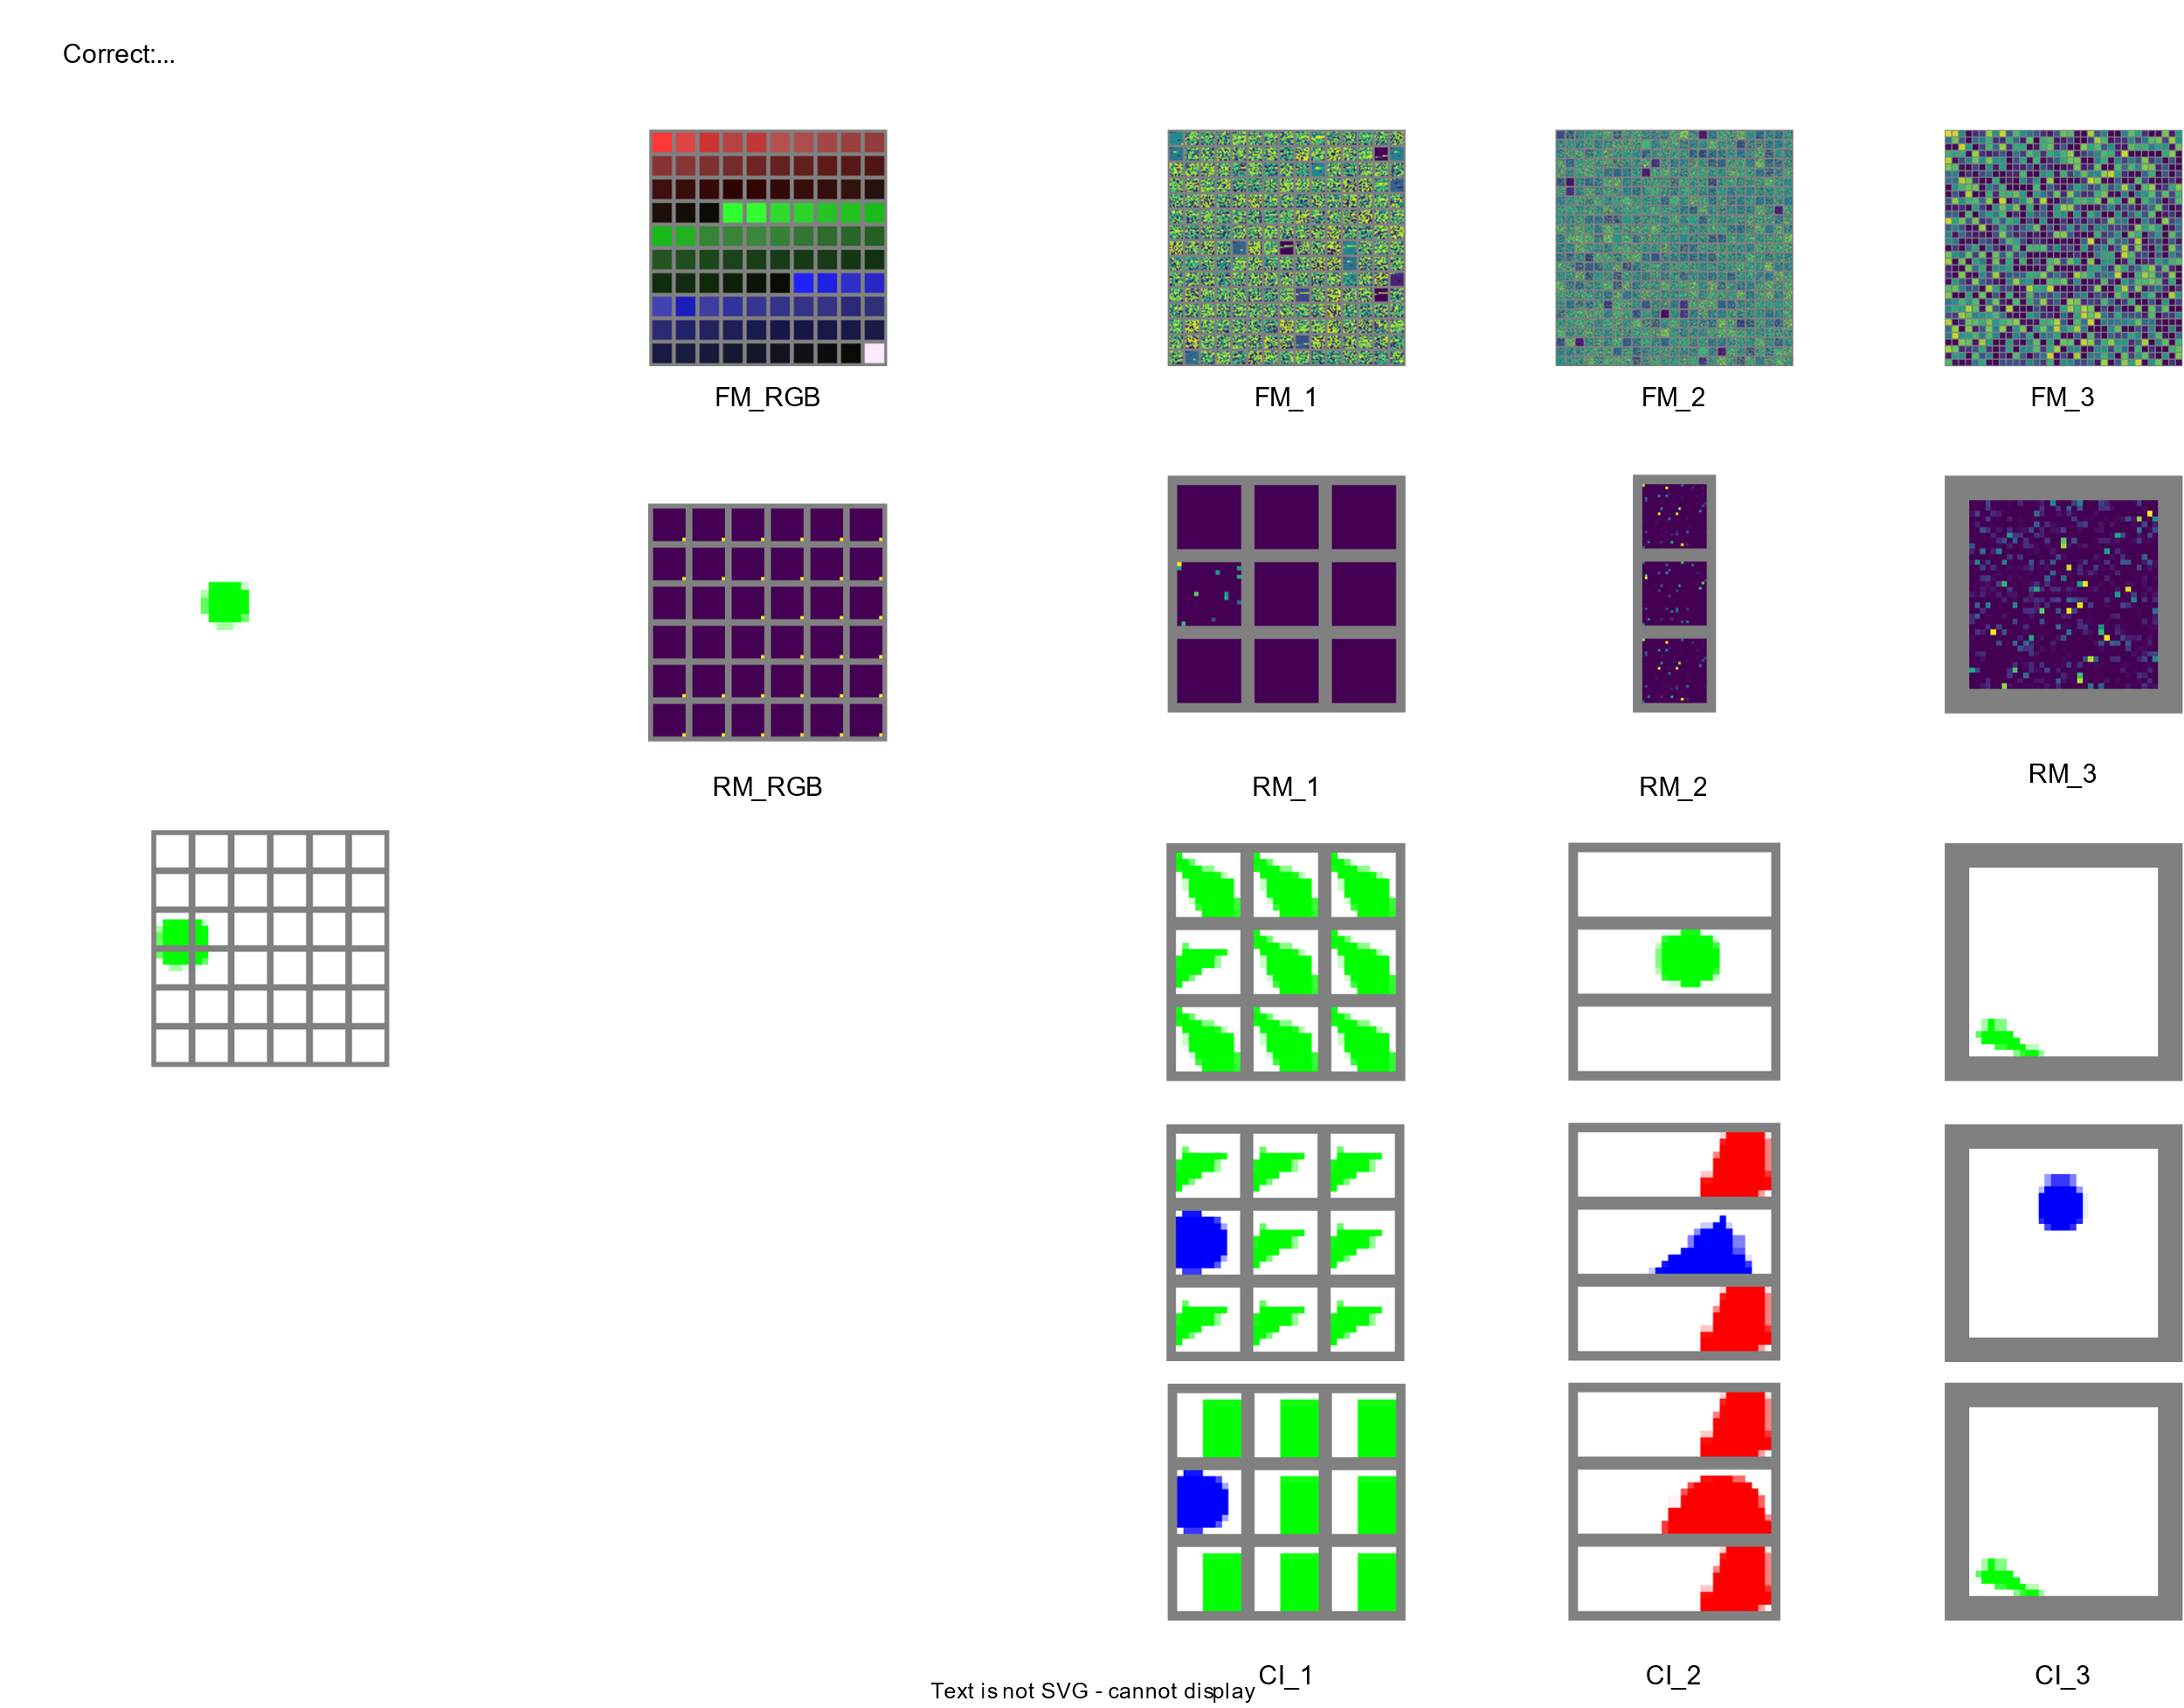 Correct:...
FM_RGB
FM_1
FM_2
FM_3
RM_RGB
RM_1
RM_2
RM_3
CI_1
CI_2
CI_3
Text is not SVG - cannot display